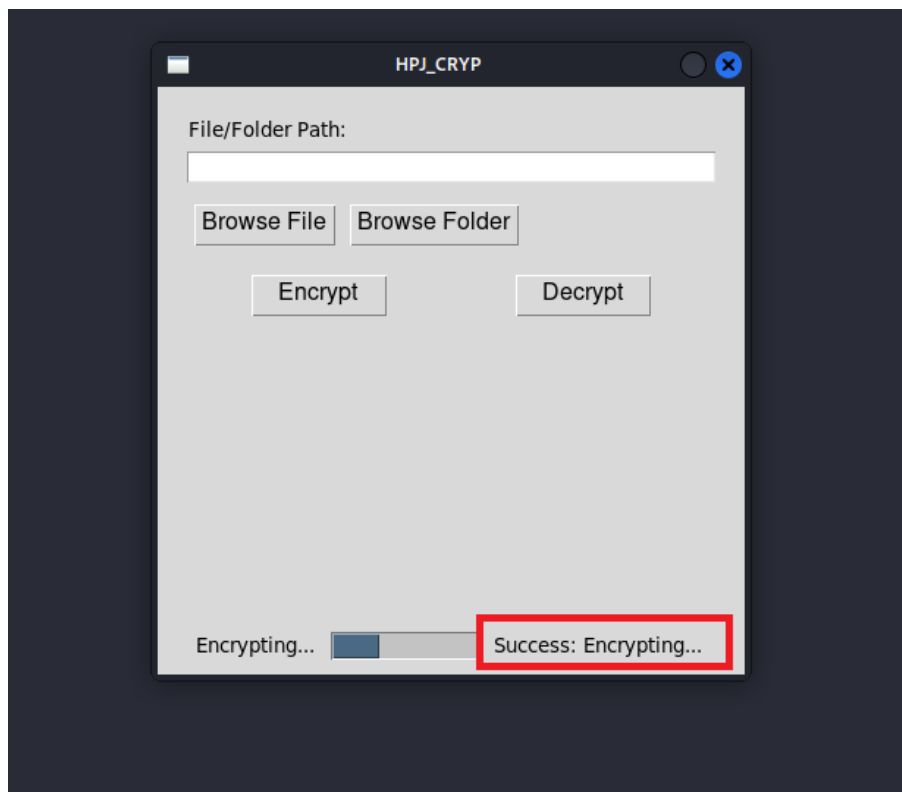 HPJ_CRYP
File/Folder Path:
Browse File Browse Folder
Encrypt Decrypt
Encrypting... Success: Encrypting...